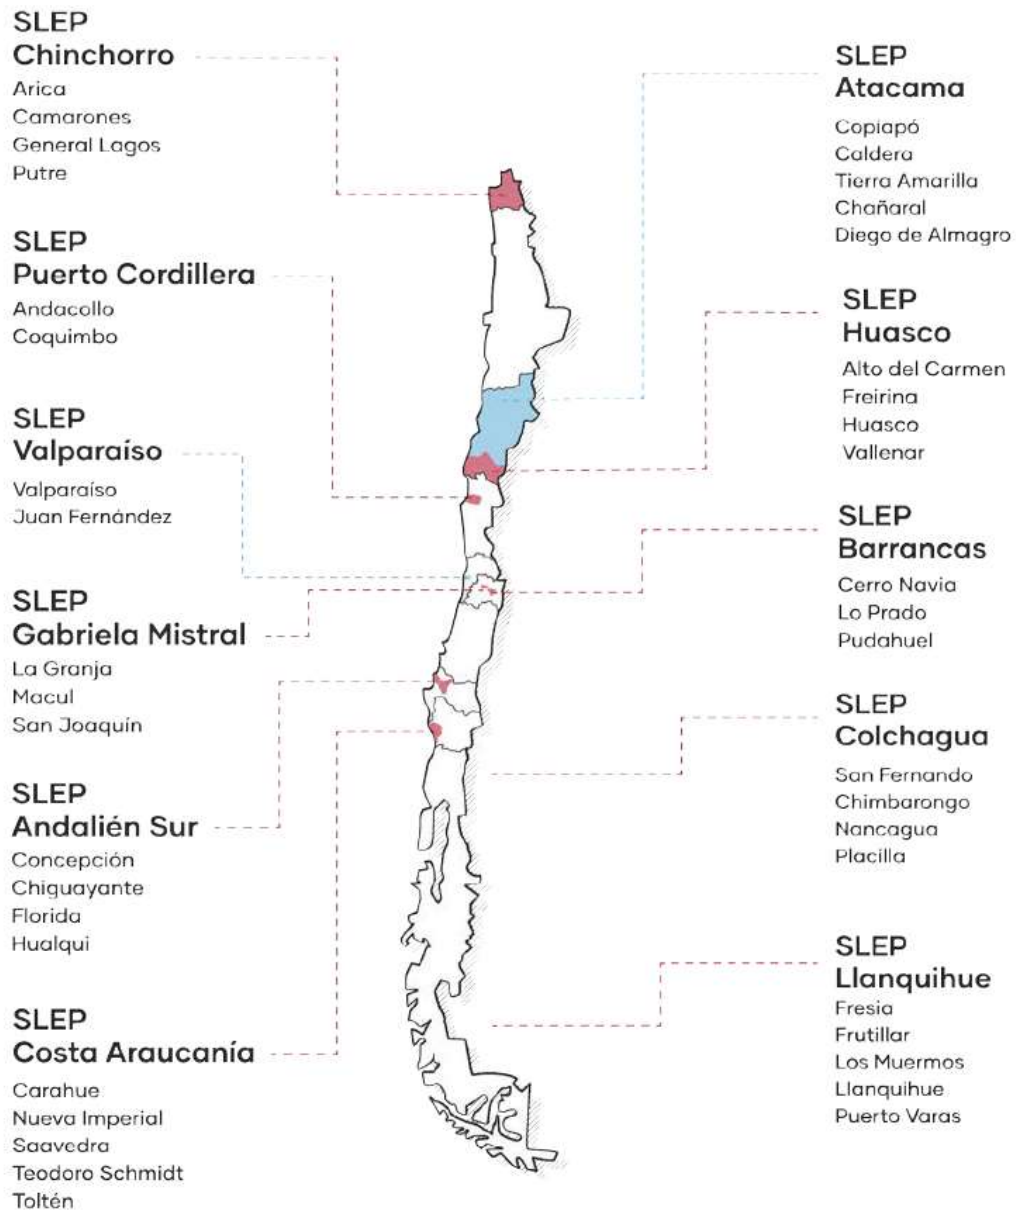 SLEP
Chinchorro
Arica
Camarones
General Lagos
Putre
SLEP
Puerto Cordillera
Andacollo
Coquimbo
SLEP
Valparaíso
Valparaíso
Juan Fernández
SLEP
Gabriela Mistral
La Granja
Macul
San Joaquín
SLEP
Andalién Sur
Concepción
Chiguayante
Florida
Hualqui
SLEP
Costa Araucanía
Carahue
Nueva Imperial
Saavedra
Teodoro Schmidt
Toltén
SLEP
Atacama
Copiapó
Caldera
Tierra Amarilla
Chañaral
Diego de Almagro
SLEP
Huasco
Alto del Carmen
Freirina
Huasco
Vallenar
SLEP
Barrancas
Cerro Navia
Lo Prado
Pudahuel
SLEP
Colchagua
San Fernando
Chimbarongo
Nancagua
Placilla
SLEP
Llanquihue
Fresia
Frutillar
Los Muermos
Llanquihue
Puerto Varas